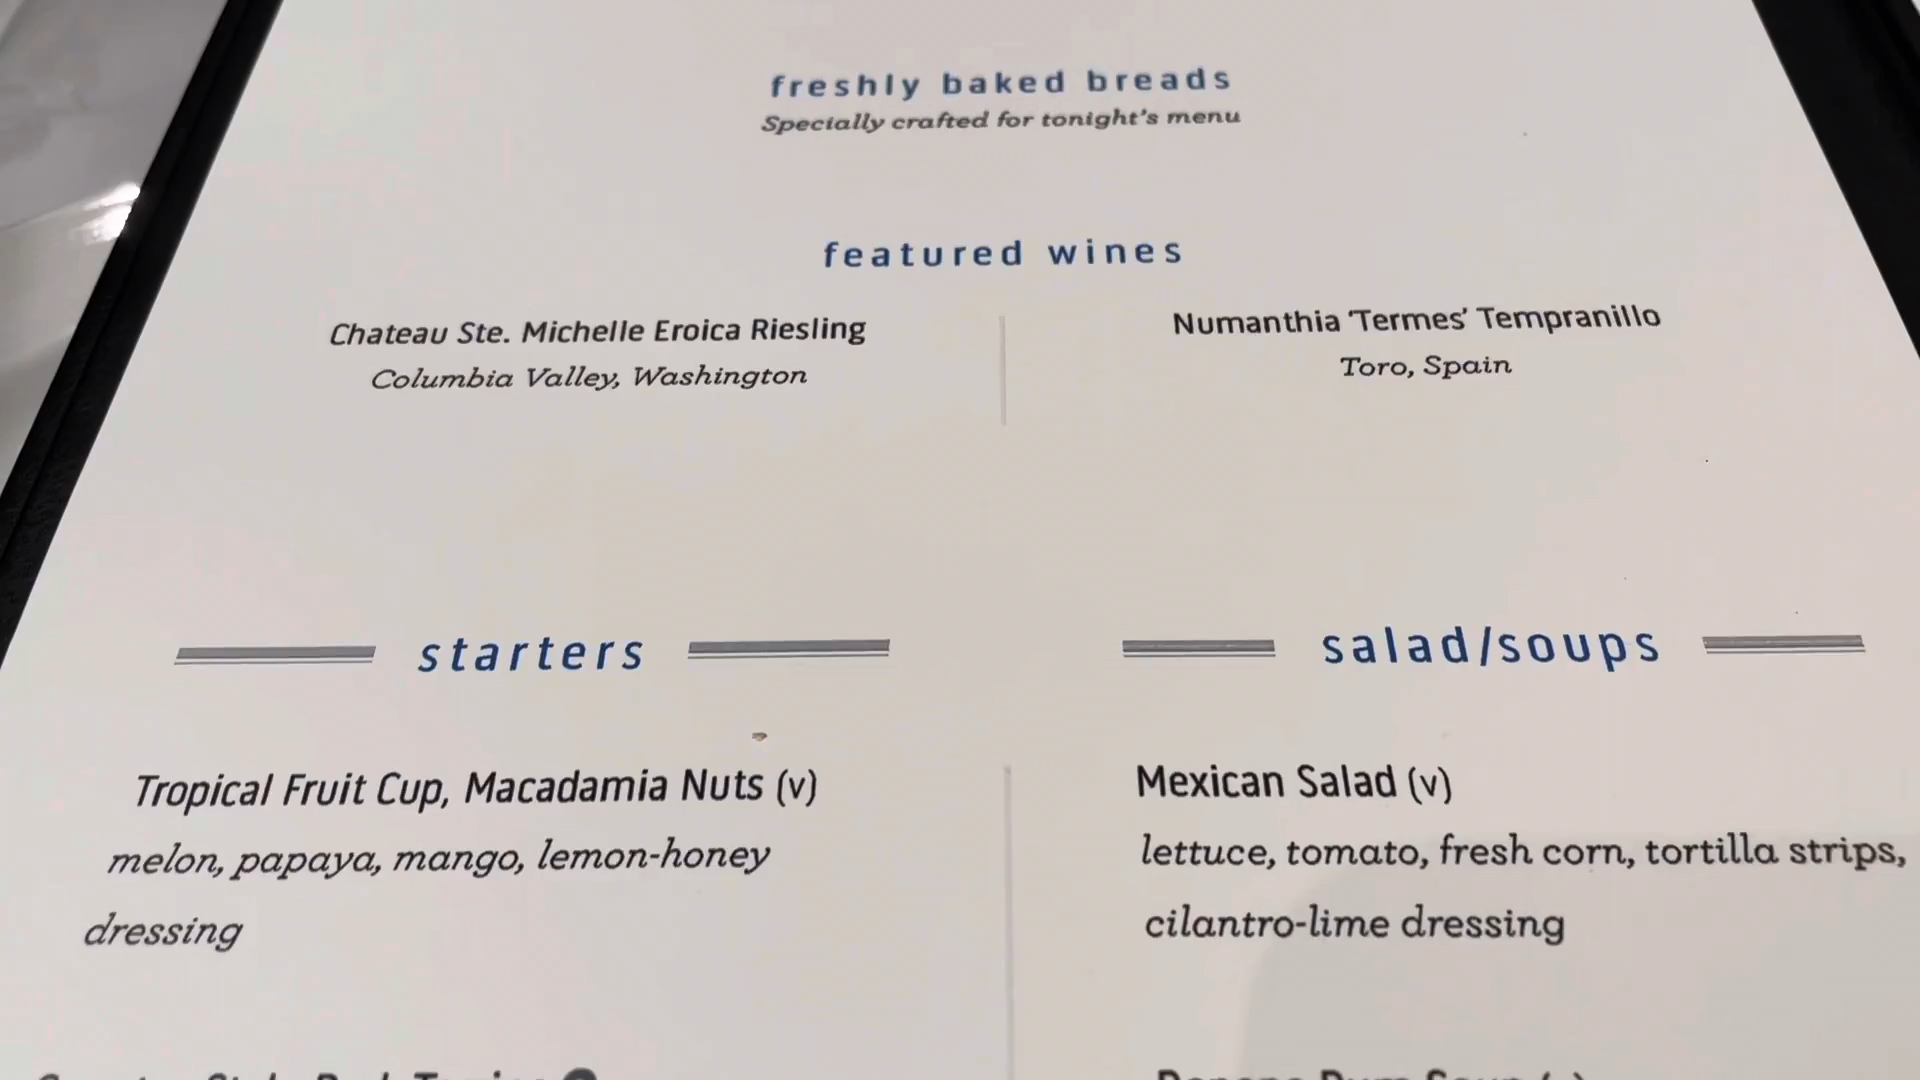 freshly baked breads
Specially crafted for tonight's menu
featured wines
Chateau Ste. Michelle Eroica Riesling
Columbia Valley, Washington
Numanthia 'Termes' Tempranillo
Toro, Spain
starters
Tropical Fruit Cup, Macadamia Nuts (v)
melon, papaya, mango, lemon-honey
dressing
salad/soups
Mexican Salad (v)
lettuce, tomato, fresh corn, tortilla strips,
cilantro-lime dressing